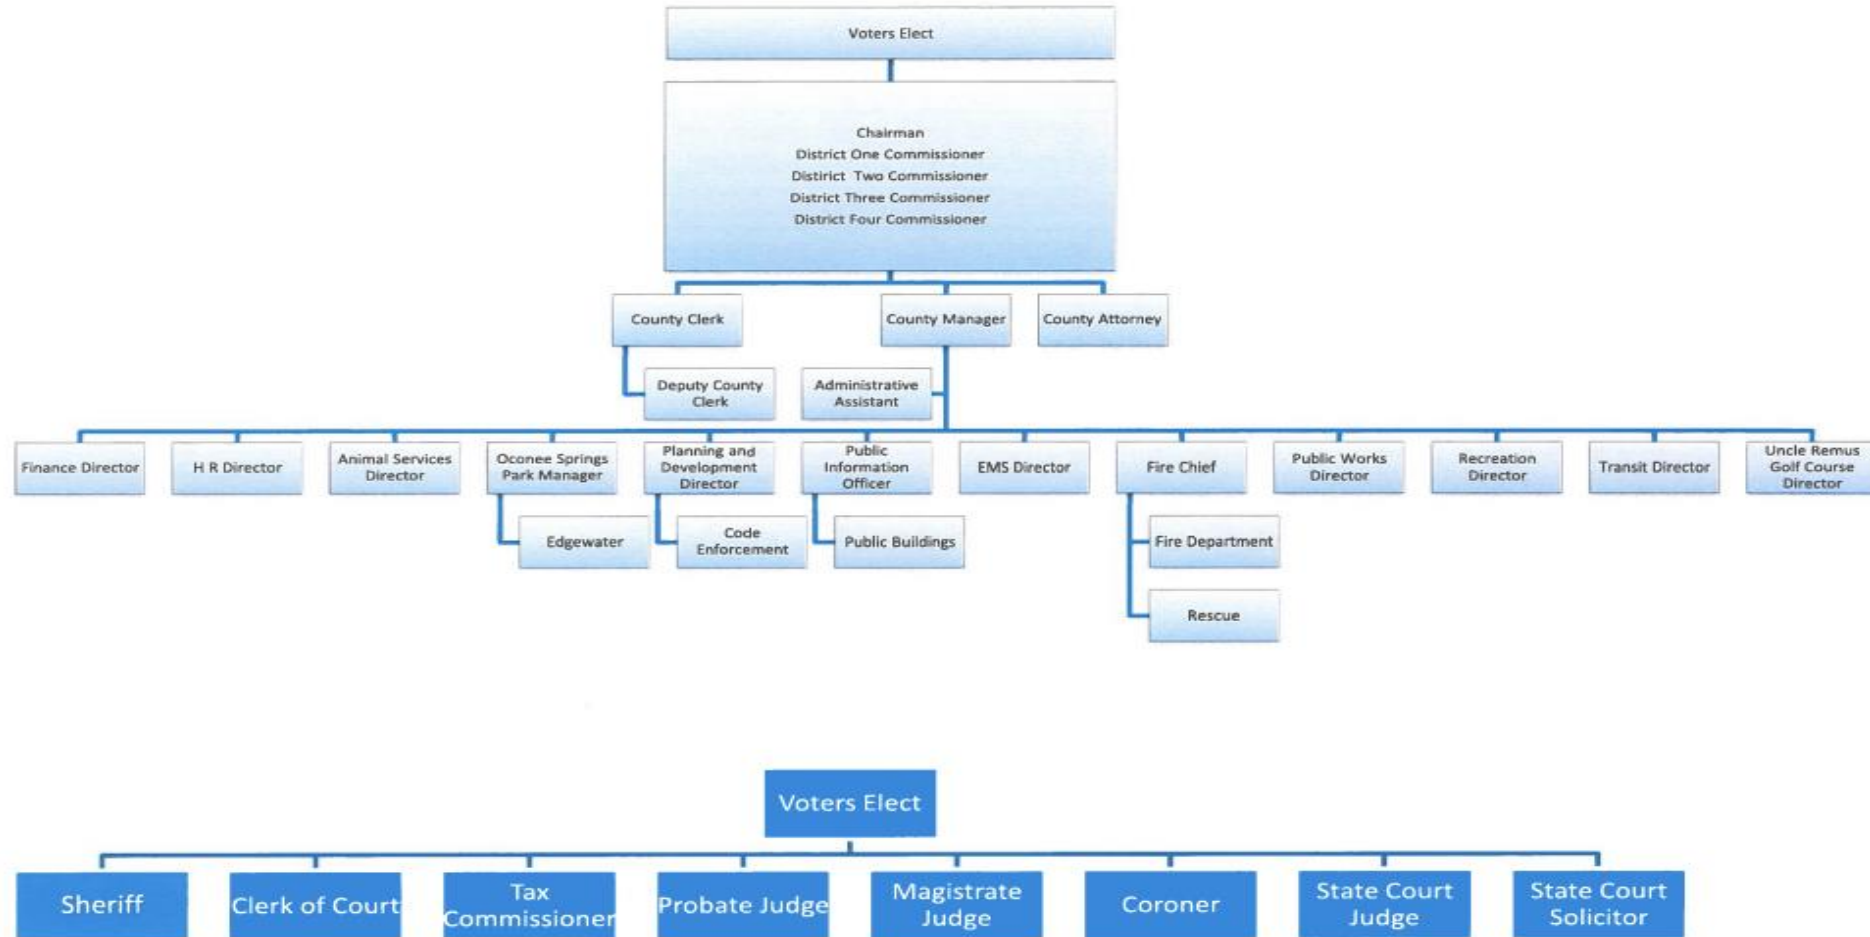 Voters Elect
Chairman
District One Commissioner
Distirict Two Commissioner
District Three Commissioner
District Four Commissioner
County Clerk
County Manager
County Attorney
Deputy County
Clerk
Administrative
Assistant
Finance Director
H R Director
Animal Services
Director
Oconee Springs
Park Manager
Planning and
Development
Director
Public
Information
Officer
EMS Director
Fire Chief
Public Works
Director
Recreation
Director
Transit Director
Uncle Remus
Golf Course
Director
Edgewater
Code
Enforcement
Public Buildings
Fire Department
Rescue
Voters Elect
Sheriff
Clerk of Court
Tax
Commissioner
Probate Judge
Magistrate
Judge
Coroner
State Court
Judge
State Court
Solicitor